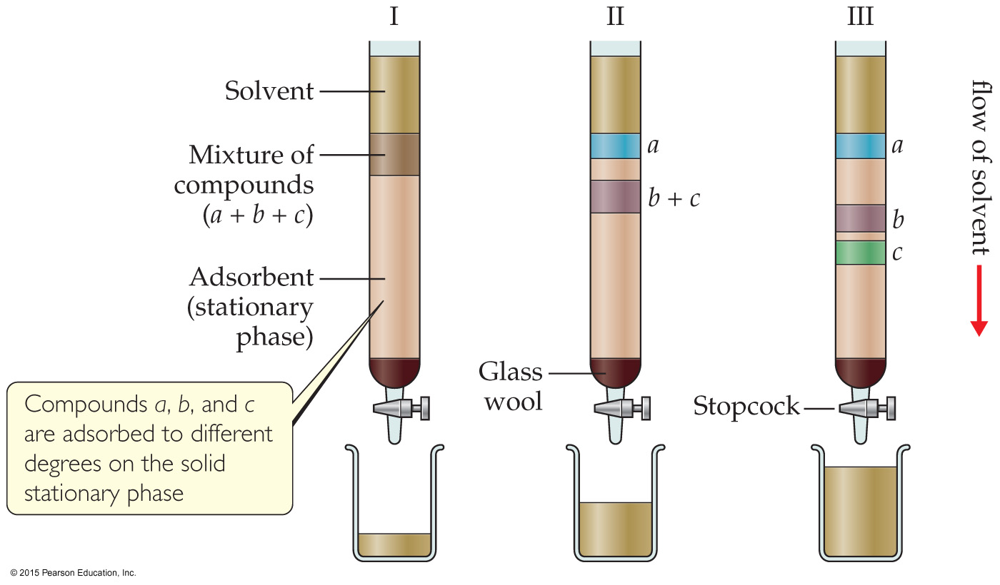 I
II
III
Solvent
Mixture of
compounds
(a + b + c)
Adsorbent
(stationary
phase)
Compounds a, b, and c
are adsorbed to different
degrees on the solid
stationary phase
a
b + c
Glass
wool
a
b
c
Stopcock
flow of solvent
© 2015 Pearson Education, Inc.